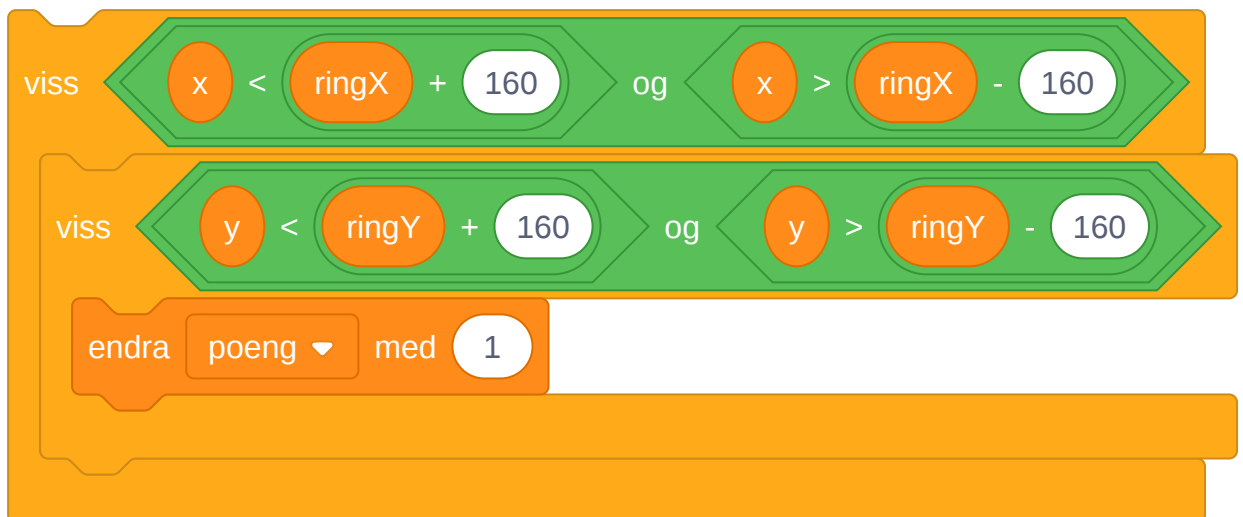 viss x < ringX + 160 og x > ringX - 160
viss y < ringY + 160 og y > ringY - 160
endra poeng med 1